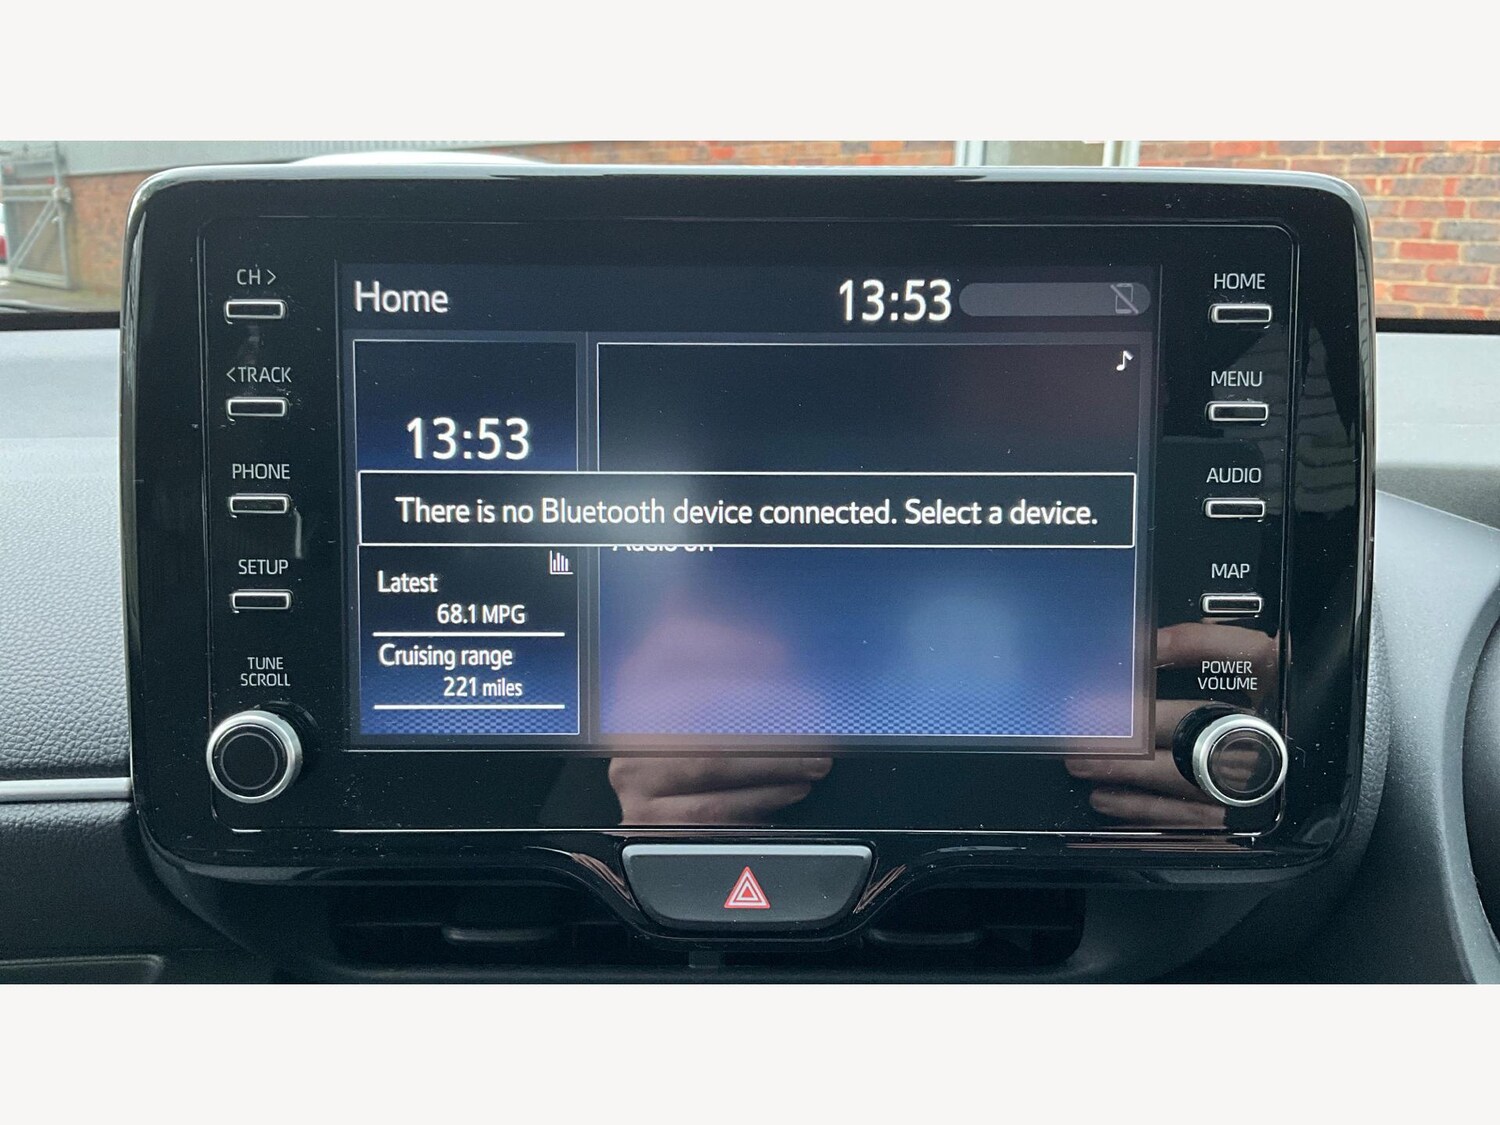 CH >
<TRACK
PHONE
SETUP
TUNE
SCROLL
Home
13:53
13:53
There is no Bluetooth device connected. Select a device.
Latest
68.1 MPG
Cruising range
221 miles
HOME
MENU
AUDIO
MAP
POWER
VOLUME